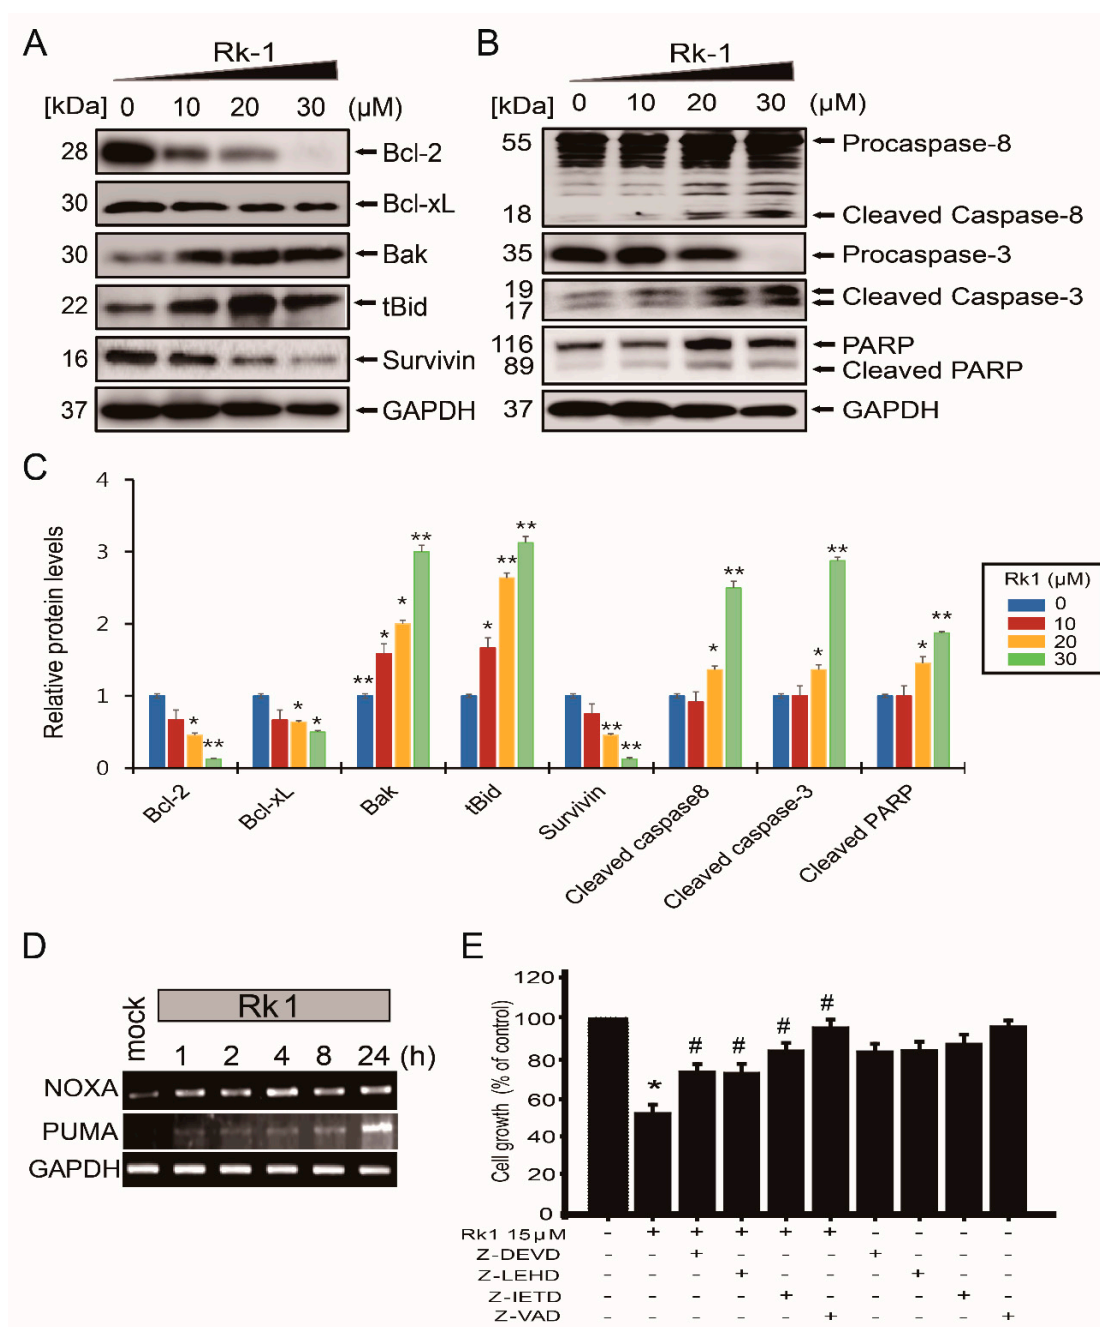 A
Rk-1
[kDa] 0 10 20 30 (µM)
28 Bcl-2
30 Bcl-xL
30 Bak
22 tBid
16 Survivin
37 GAPDH
B
Rk-1
[kDa] 0 10 20 30 (µM)
55 Procaspase-8
18 Cleaved Caspase-8
35 Procaspase-3
19 Cleaved Caspase-3
17
116 PARP
89 Cleaved PARP
37 GAPDH
C
Relative protein levels
4
3
2
1
0
* ** * * ** * * ** * ** ** ** ** * ** * ** * **
Bcl-2 Bcl-xL Bak tBid Survivin Cleaved caspase8 Cleaved caspase-3 Cleaved PARP
Rk1 (µM)
0
10
20
30
D
mock Rk1
1 2 4 8 24 (h)
NOXA
PUMA
GAPDH
E
Cell growth (% of control)
120
100
80
60
40
20
0
* # # # #
Rk1 15µM - + + + + + - - - -
Z-DEVD - - + - - - + - - -
Z-LEHD - - - + - - - + - -
Z-IETD - - - - + - - - + -
Z-VAD - - - - - + - - - +